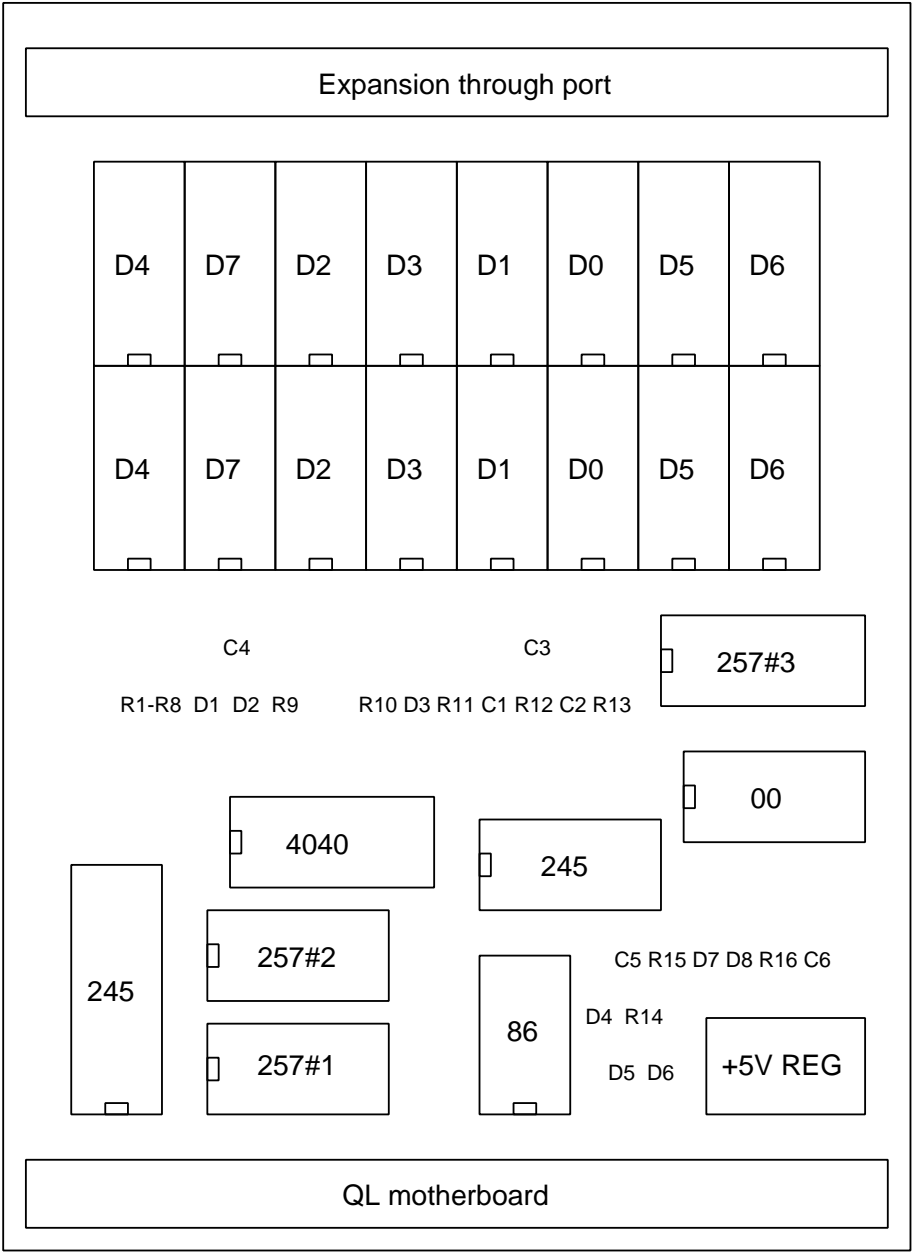 Expansion through port
D4 D7 D2 D3 D1 D0 D5 D6
D4 D7 D2 D3 D1 D0 D5 D6
C4 C3
257#3
R1-R8 D1 D2 R9 R10 D3 R11 C1 R12 C2 R13
00
4040
245
257#2
C5 R15 D7 D8 R16 C6
245
86
D4 R14
257#1
D5 D6
+5V REG
QL motherboard